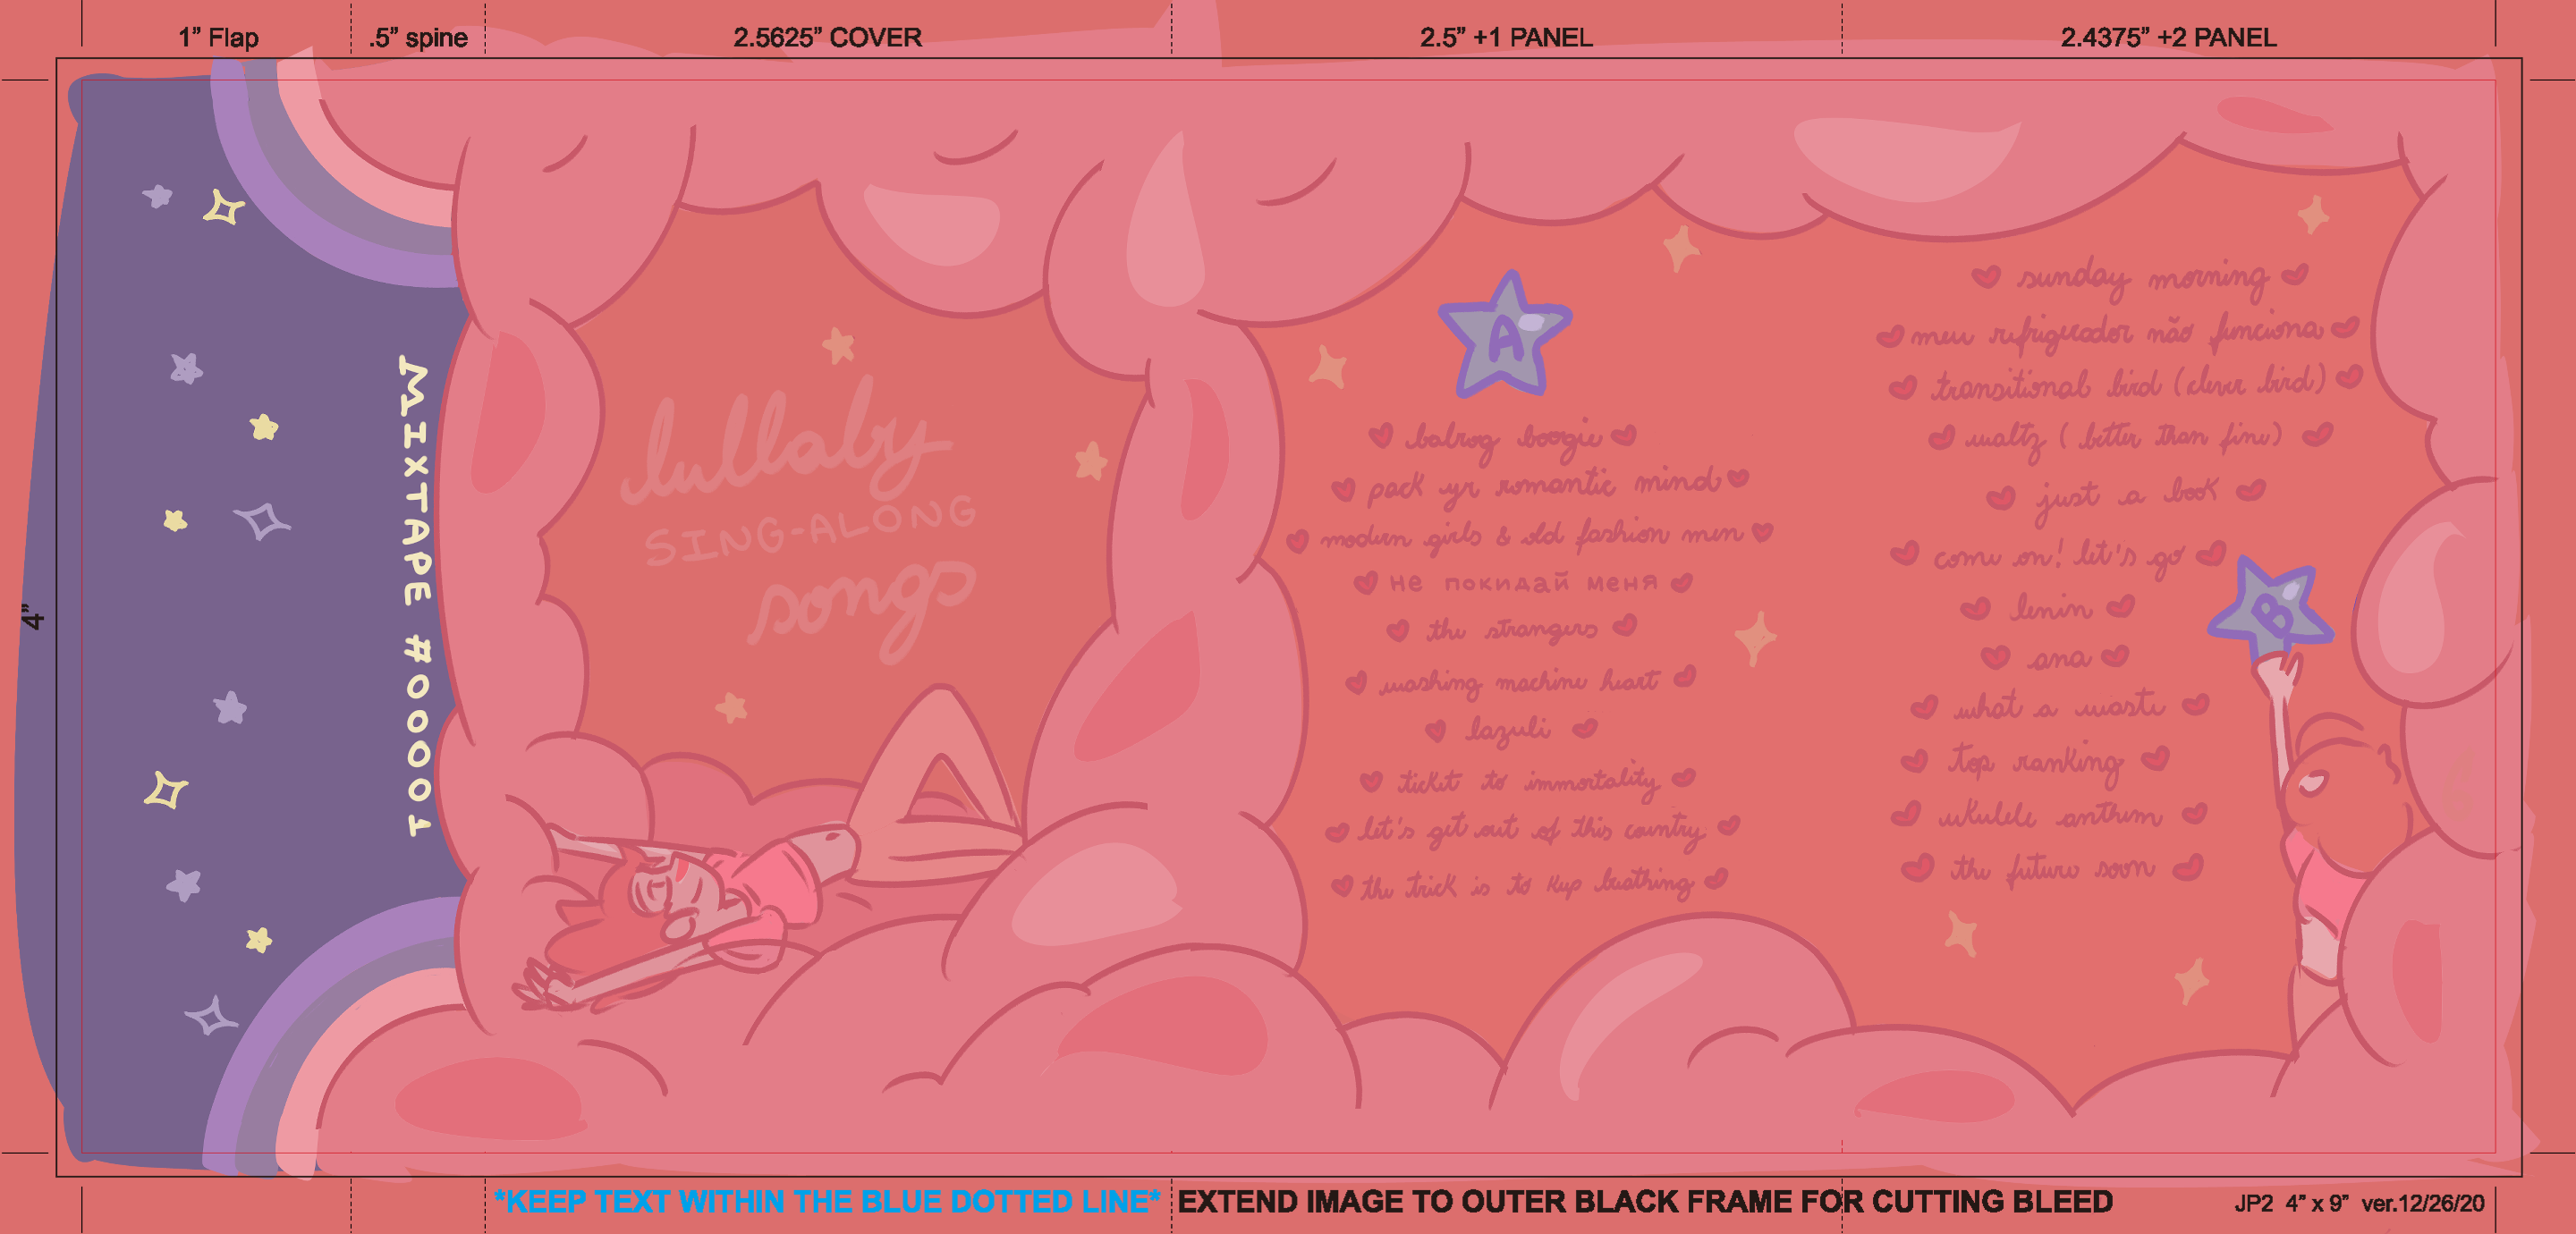 1” Flap
.5” spine
2.5625” COVER
2.5” +1 PANEL
2.4375” +2 PANEL
4”
MIXTAPE #00001
lullaby
SING-ALONG
songs
A
balrog boogie
pack yr romantic mind
modern girls & old fashion men
не покидай меня
the strangers
washing machine heart
lazuli
ticket to immortality
let's get out of this country
the trick is to keep breathing
sunday morning
meu refrigerador não funciona
transitional bird (clever bird)
waltz (better than fine)
just a book
come on! let's go
B
lenin
ana
what a waste
top ranking
ukulele anthem
the future soon
*KEEP TEXT WITHIN THE BLUE DOTTED LINE* EXTEND IMAGE TO OUTER BLACK FRAME FOR CUTTING BLEED
JP2 4” x 9” ver.12/26/20